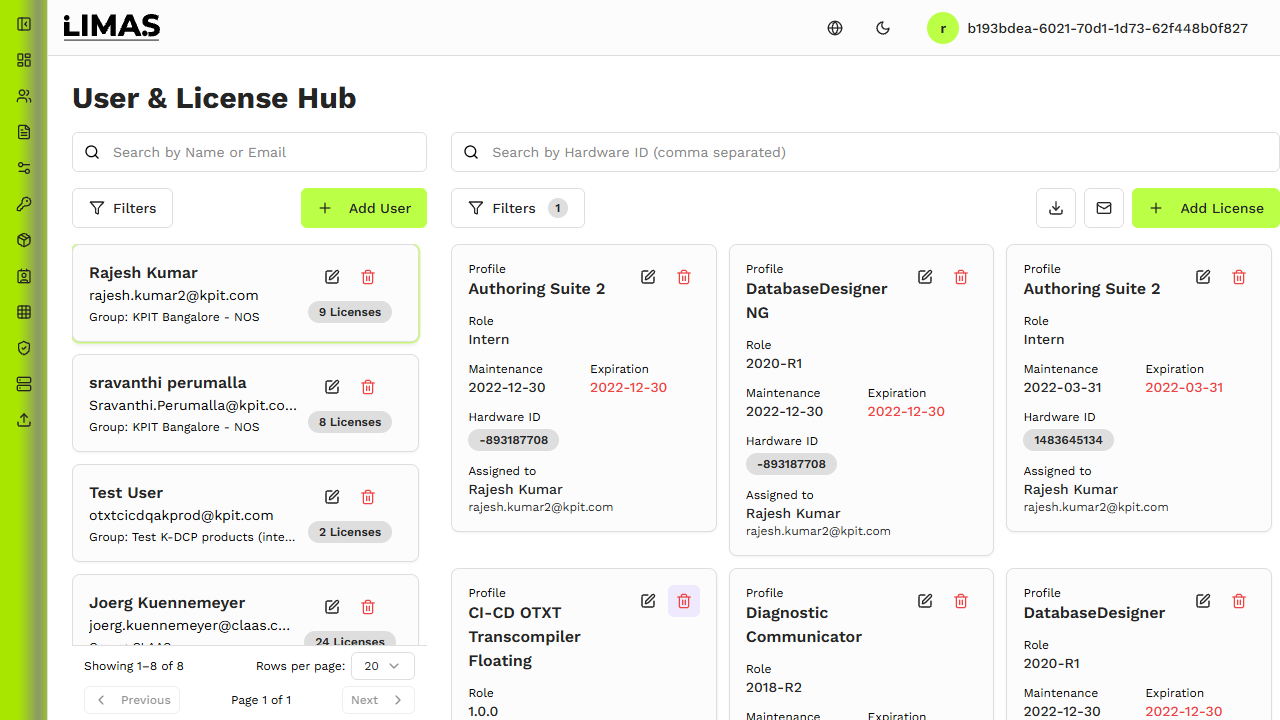 LIMAS
r
b193bdea-6021-70d1-1d73-62f448b0f827
User & License Hub
Search by Name or Email
Filters
Add User
Rajesh Kumar
rajesh.kumar2@kpit.com
Group: KPIT Bangalore - NOS
9 Licenses
sravanthi perumalla
Sravanthi.Perumalla@kpit.co...
Group: KPIT Bangalore - NOS
8 Licenses
Test User
otxtcicdqakprod@kpit.com
Group: Test K-DCP products (inte...
2 Licenses
Joerg Kuennemeyer
joerg.kuennemeyer@claas.c...
24 Licenses
Showing 1–8 of 8
Rows per page:
20
Previous
Page 1 of 1
Next
Search by Hardware ID (comma separated)
Filters
1
Add License
Profile
Authoring Suite 2
Role
Intern
Maintenance
2022-12-30
Expiration
2022-12-30
Hardware ID
-893187708
Assigned to
Rajesh Kumar
rajesh.kumar2@kpit.com
Profile
DatabaseDesigner
NG
Role
2020-R1
Maintenance
2022-12-30
Expiration
2022-12-30
Hardware ID
-893187708
Assigned to
Rajesh Kumar
rajesh.kumar2@kpit.com
Profile
Authoring Suite 2
Role
Intern
Maintenance
2022-03-31
Expiration
2022-03-31
Hardware ID
1483645134
Assigned to
Rajesh Kumar
rajesh.kumar2@kpit.com
Profile
CI-CD OTXT
Transcompiler
Floating
Role
1.0.0
Profile
Diagnostic
Communicator
Role
2018-R2
Maintenance
Expiration
Profile
DatabaseDesigner
Role
2020-R1
Maintenance
2022-12-30
Expiration
2022-12-30